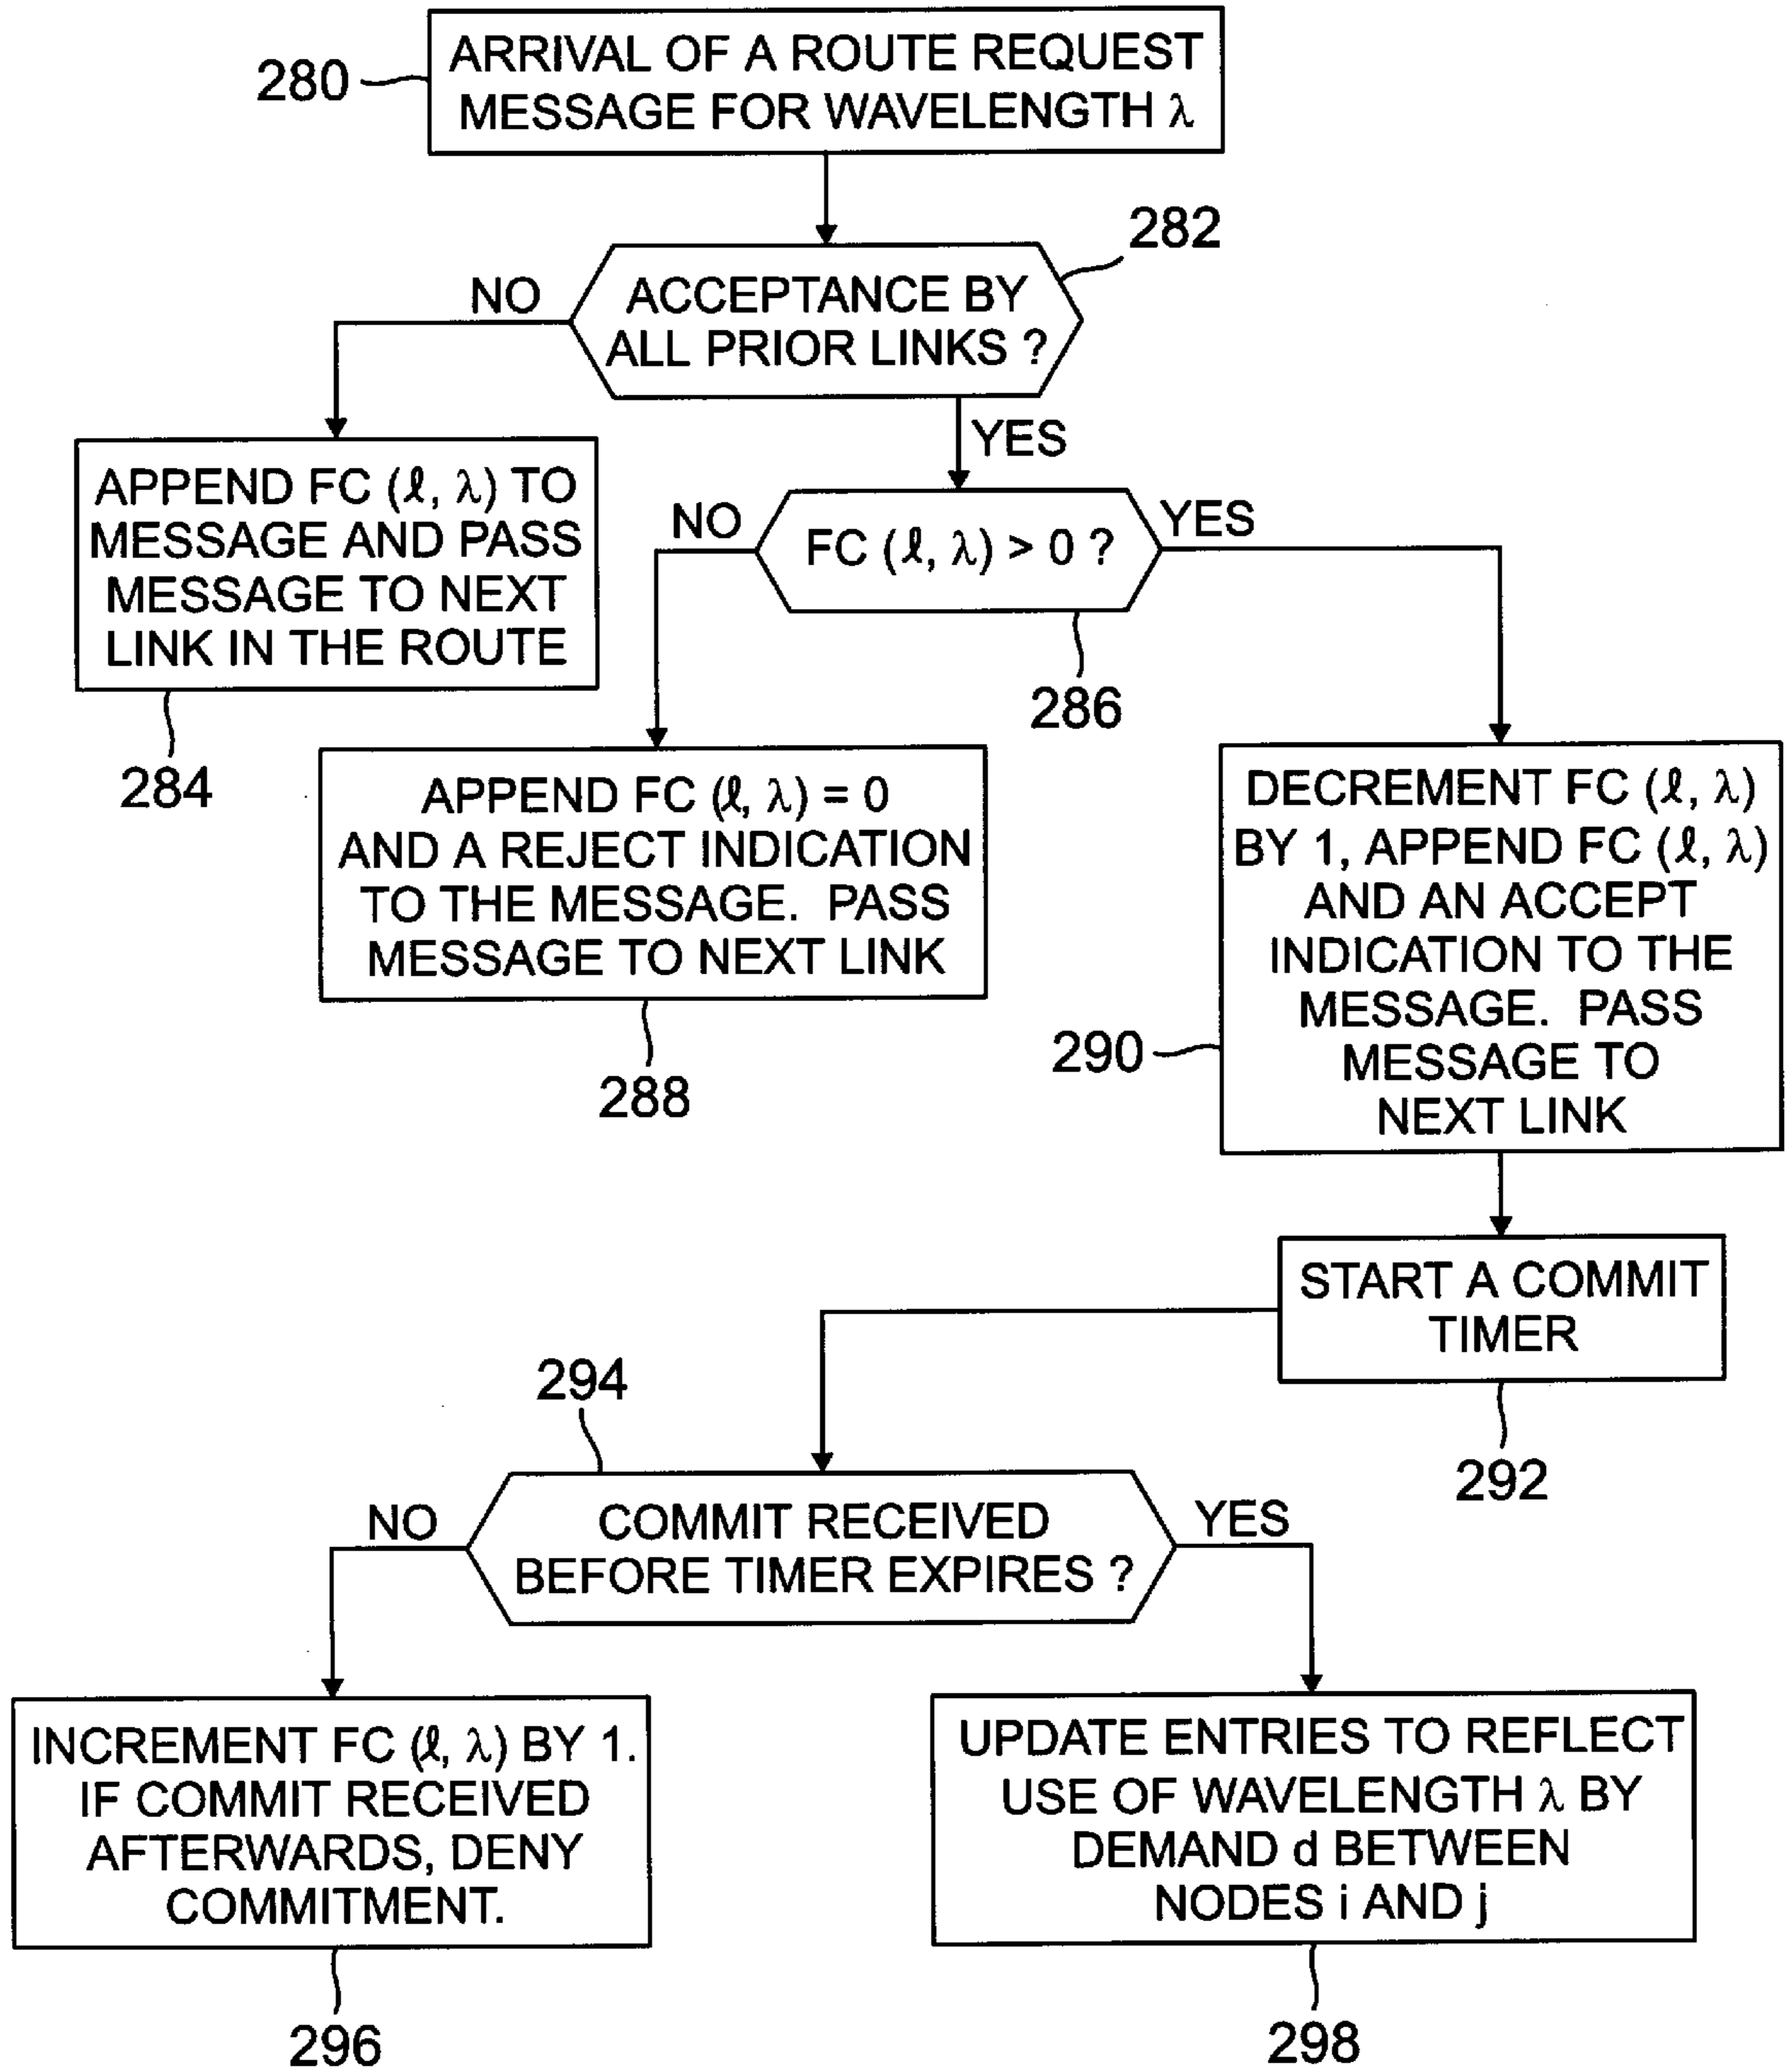 280
ARRIVAL OF A ROUTE REQUEST
MESSAGE FOR WAVELENGTH λ
282
ACCEPTANCE BY
ALL PRIOR LINKS ?
NO
YES
284
APPEND FC (ℓ, λ) TO
MESSAGE AND PASS
MESSAGE TO NEXT
LINK IN THE ROUTE
286
FC (ℓ, λ) > 0 ?
NO
YES
288
APPEND FC (ℓ, λ) = 0
AND A REJECT INDICATION
TO THE MESSAGE. PASS
MESSAGE TO NEXT LINK
290
DECREMENT FC (ℓ, λ)
BY 1, APPEND FC (ℓ, λ)
AND AN ACCEPT
INDICATION TO THE
MESSAGE. PASS
MESSAGE TO
NEXT LINK
START A COMMIT
TIMER
292
294
COMMIT RECEIVED
BEFORE TIMER EXPIRES ?
NO
YES
INCREMENT FC (ℓ, λ) BY 1.
IF COMMIT RECEIVED
AFTERWARDS, DENY
COMMITMENT.
296
UPDATE ENTRIES TO REFLECT
USE OF WAVELENGTH λ BY
DEMAND d BETWEEN
NODES i AND j
298